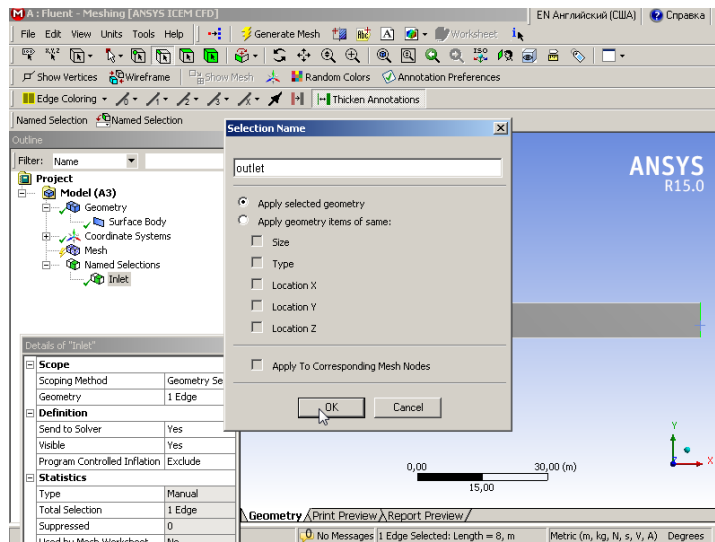 A : Fluent - Meshing [ANSYS ICEM CFD]
EN Английский (США) Справка
File Edit View Units Tools Help Generate Mesh Worksheet
Show Vertices Wireframe Show Mesh Random Colors Annotation Preferences
Edge Coloring Thicken Annotations
Named Selection Named Selection
Outline
Filter: Name
Project
Model (A3)
Geometry
Surface Body
Coordinate Systems
Mesh
Named Selections
Inlet
Selection Name
outlet
Apply selected geometry
Apply geometry items of same:
Size
Type
Location X
Location Y
Location Z
Apply To Corresponding Mesh Nodes
OK Cancel
ANSYS
R15.0
Details of "Inlet"
Scope
Scoping Method Geometry Se
Geometry 1 Edge
Definition
Send to Solver Yes
Visible Yes
Program Controlled Inflation Exclude
Statistics
Type Manual
Total Selection 1 Edge
Suppressed 0
Used by Mesh Worksheet No
0,00 30,00 (m)
15,00
Y
X
Geometry Print Preview Report Preview
No Messages 1 Edge Selected: Length = 8, m Metric (m, kg, N, s, V, A) Degrees